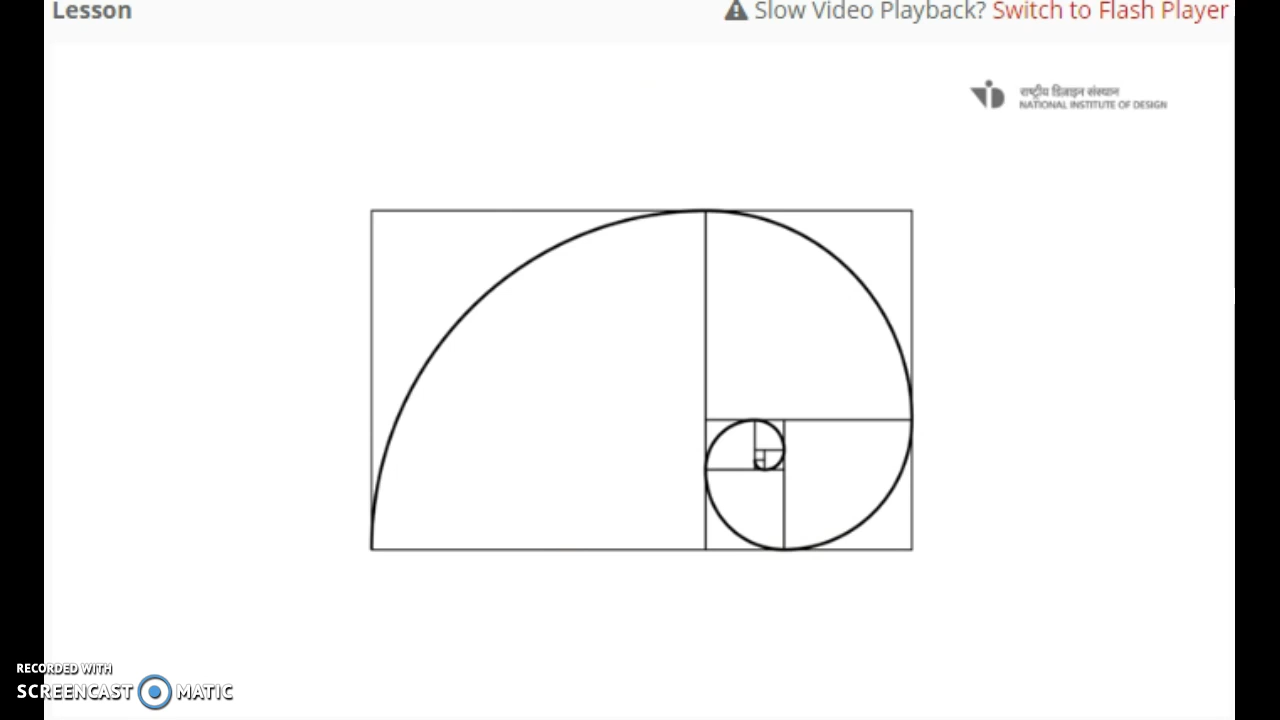 Lesson
Slow Video Playback? Switch to Flash Player
राष्ट्रीय डिज़ाइन संस्थान
NATIONAL INSTITUTE OF DESIGN
RECORDED WITH
SCREENCAST MATIC